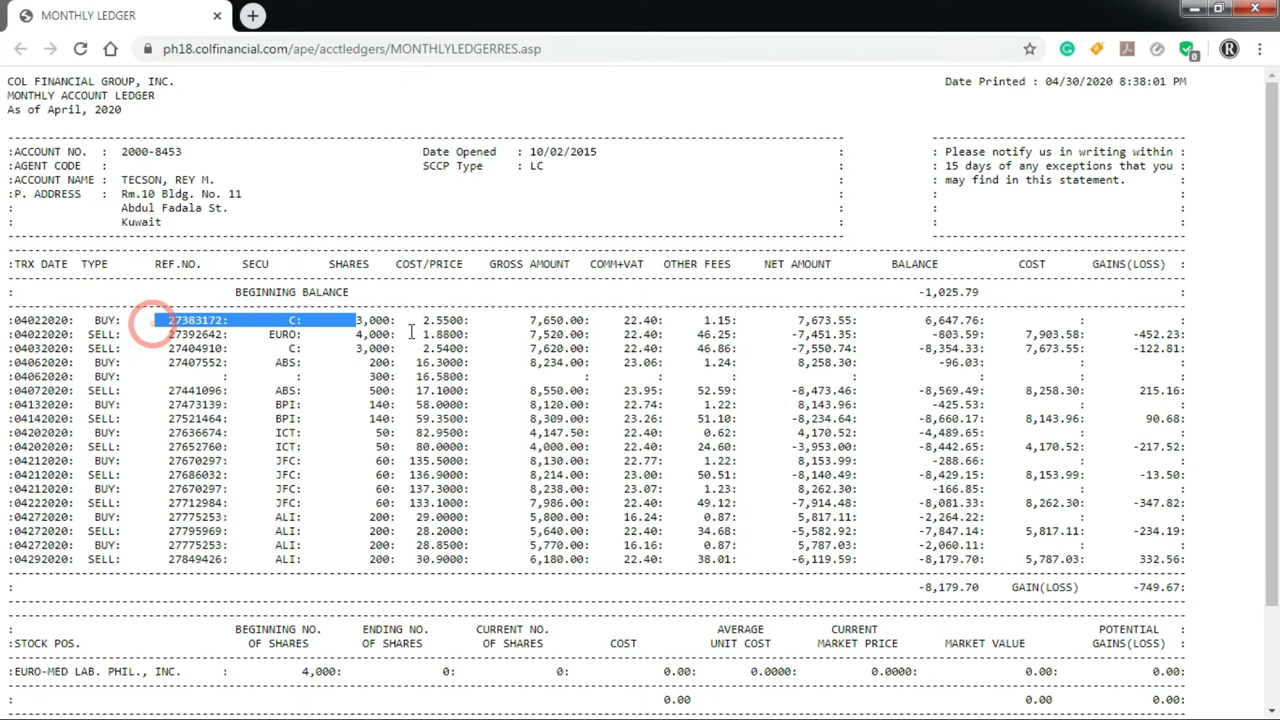 MONTHLY LEDGER
ph18.colfinancial.com/ape/acctledgers/MONTHLYLEDGERRES.asp
COL FINANCIAL GROUP, INC. Date Printed : 04/30/2020 8:38:01 PM
MONTHLY ACCOUNT LEDGER
As of April, 2020
:ACCOUNT NO. : 2000-8453 Date Opened : 10/02/2015 : : Please notify us in writing within :
:AGENT CODE : SCCP Type : LC : : 15 days of any exceptions that you :
:ACCOUNT NAME : TECSON, REY M. : : may find in this statement. :
:P. ADDRESS : Rm.10 Bldg. No. 11 : : :
: Abdul Fadala St. : : :
: Kuwait : : :
:TRX DATE TYPE REF.NO. SECU SHARES COST/PRICE GROSS AMOUNT COMM+VAT OTHER FEES NET AMOUNT BALANCE COST GAINS(LOSS) :
: BEGINNING BALANCE -1,025.79 :
:04022020: BUY: 27383172: C: 3,000: 2.5500: 7,650.00: 22.40: 1.15: 7,673.55: 6,647.76: : :
:04022020: SELL: 27392642: EURO: 4,000: 1.8800: 7,520.00: 22.40: 46.25: -7,451.35: -803.59: 7,903.58: -452.23:
:04032020: SELL: 27404910: C: 3,000: 2.5400: 7,620.00: 22.40: 46.86: -7,550.74: -8,354.33: 7,673.55: -122.81:
:04062020: BUY: 27407552: ABS: 200: 16.3000: 8,234.00: 23.06: 1.24: 8,258.30: -96.03: : :
:04062020: : : 300: 16.5800: : : : : : : :
:04072020: SELL: 27441096: ABS: 500: 17.1000: 8,550.00: 23.95: 52.59: -8,473.46: -8,569.49: 8,258.30: 215.16:
:04132020: BUY: 27473139: BPI: 140: 58.0000: 8,120.00: 22.74: 1.22: 8,143.96: -425.53: : :
:04142020: SELL: 27521464: BPI: 140: 59.3500: 8,309.00: 23.26: 51.10: -8,234.64: -8,660.17: 8,143.96: 90.68:
:04202020: BUY: 27636674: ICT: 50: 82.9500: 4,147.50: 22.40: 0.62: 4,170.52: -4,489.65: : :
:04202020: SELL: 27652760: ICT: 50: 80.0000: 4,000.00: 22.40: 24.60: -3,953.00: -8,442.65: 4,170.52: -217.52:
:04212020: BUY: 27670297: JFC: 60: 135.5000: 8,130.00: 22.77: 1.22: 8,153.99: -288.66: : :
:04212020: SELL: 27686032: JFC: 60: 136.9000: 8,214.00: 23.00: 50.51: -8,140.49: -8,429.15: 8,153.99: -13.50:
:04212020: BUY: 27670297: JFC: 60: 137.3000: 8,238.00: 23.07: 1.23: 8,262.30: -166.85: : :
:04222020: SELL: 27712984: JFC: 60: 133.1000: 7,986.00: 22.40: 49.12: -7,914.48: -8,081.33: 8,262.30: -347.82:
:04272020: BUY: 27775253: ALI: 200: 29.0000: 5,800.00: 16.24: 0.87: 5,817.11: -2,264.22: : :
:04272020: SELL: 27795969: ALI: 200: 28.2000: 5,640.00: 22.40: 34.68: -5,582.92: -7,847.14: 5,817.11: -234.19:
:04272020: BUY: 27775253: ALI: 200: 28.8500: 5,770.00: 16.16: 0.87: 5,787.03: -2,060.11: : :
:04292020: SELL: 27849426: ALI: 200: 30.9000: 6,180.00: 22.40: 38.01: -6,119.59: -8,179.70: 5,787.03: 332.56:
: -8,179.70 GAIN(LOSS) -749.67:
: BEGINNING NO. ENDING NO. CURRENT NO. AVERAGE CURRENT POTENTIAL :
:STOCK POS. OF SHARES OF SHARES OF SHARES COST UNIT COST MARKET PRICE MARKET VALUE GAINS(LOSS) :
:EURO-MED LAB. PHIL., INC. : 4,000: 0: 0: 0.00: 0.0000: 0.0000: 0.00: 0.00:
: 0.00 0.00 0.00 :